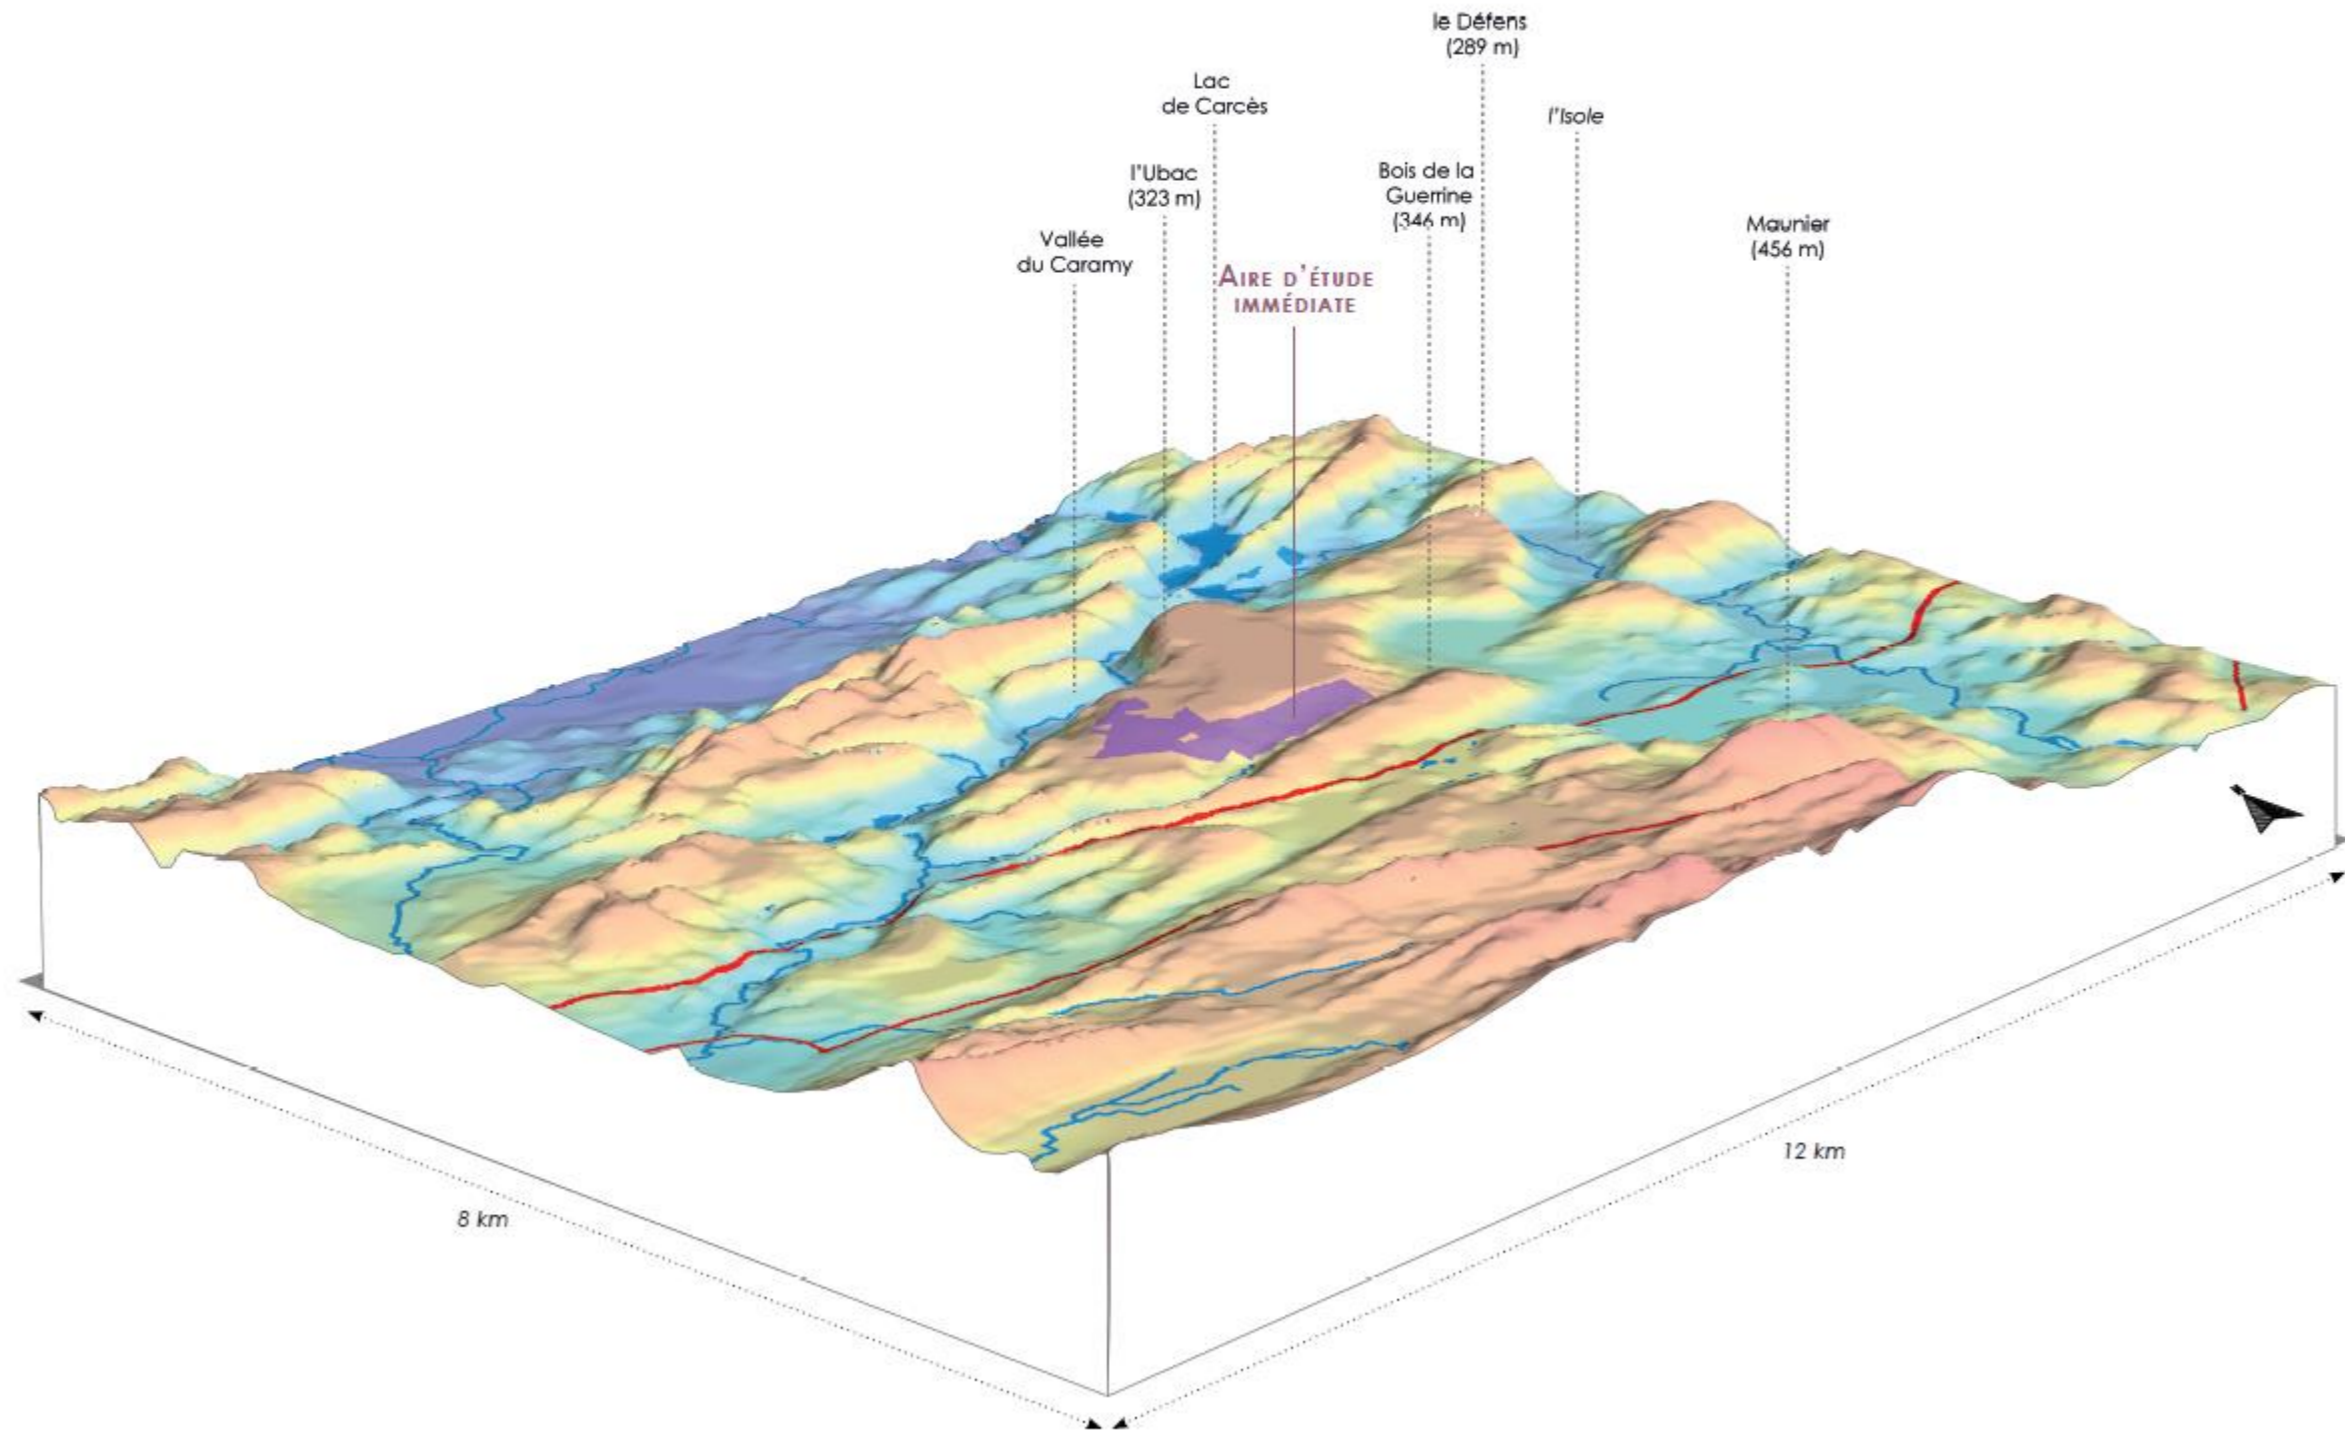 le Défens
(289 m)
Lac
de Carcès
l'Isole
l'Ubac
(323 m)
Bois de la
Guerrine
(346 m)
Maunier
(456 m)
Vallée
du Caramy
AIRE D'ÉTUDE
IMMÉDIATE
12 km
8 km